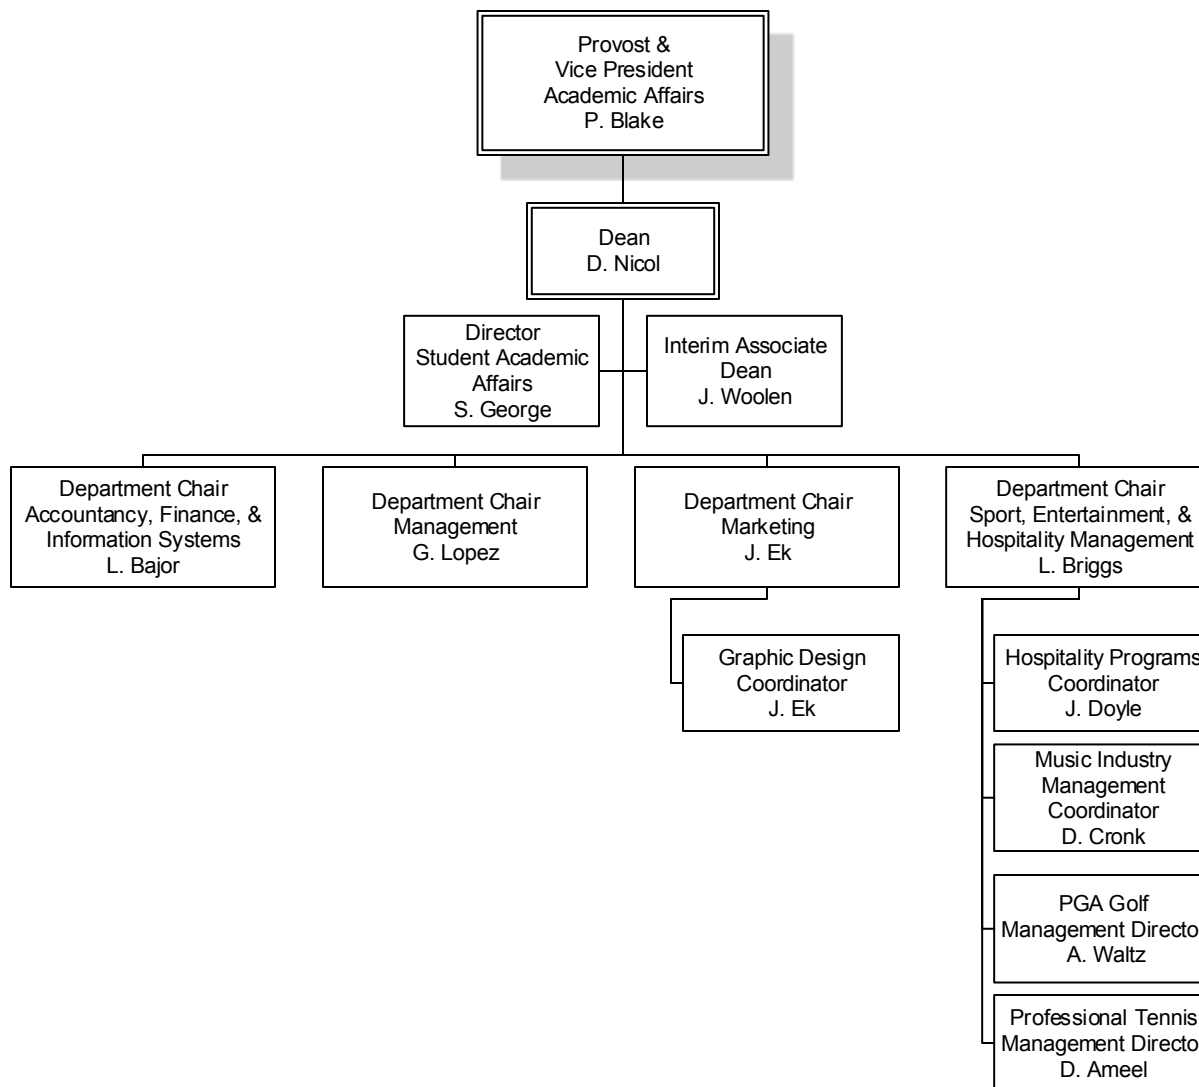 Provost &
Vice President
Academic Affairs
P. Blake
Dean
D. Nicol
Director
Student Academic
Affairs
S. George
Interim Associate
Dean
J. Woolen
Department Chair
Accountancy, Finance, &
Information Systems
L. Bajor
Department Chair
Management
G. Lopez
Department Chair
Marketing
J. Ek
Department Chair
Sport, Entertainment, &
Hospitality Management
L. Briggs
Graphic Design
Coordinator
J. Ek
Hospitality Programs
Coordinator
J. Doyle
Music Industry
Management
Coordinator
D. Cronk
PGA Golf
Management Directo
A. Waltz
Professional Tennis
Management Directo
D. Ameel